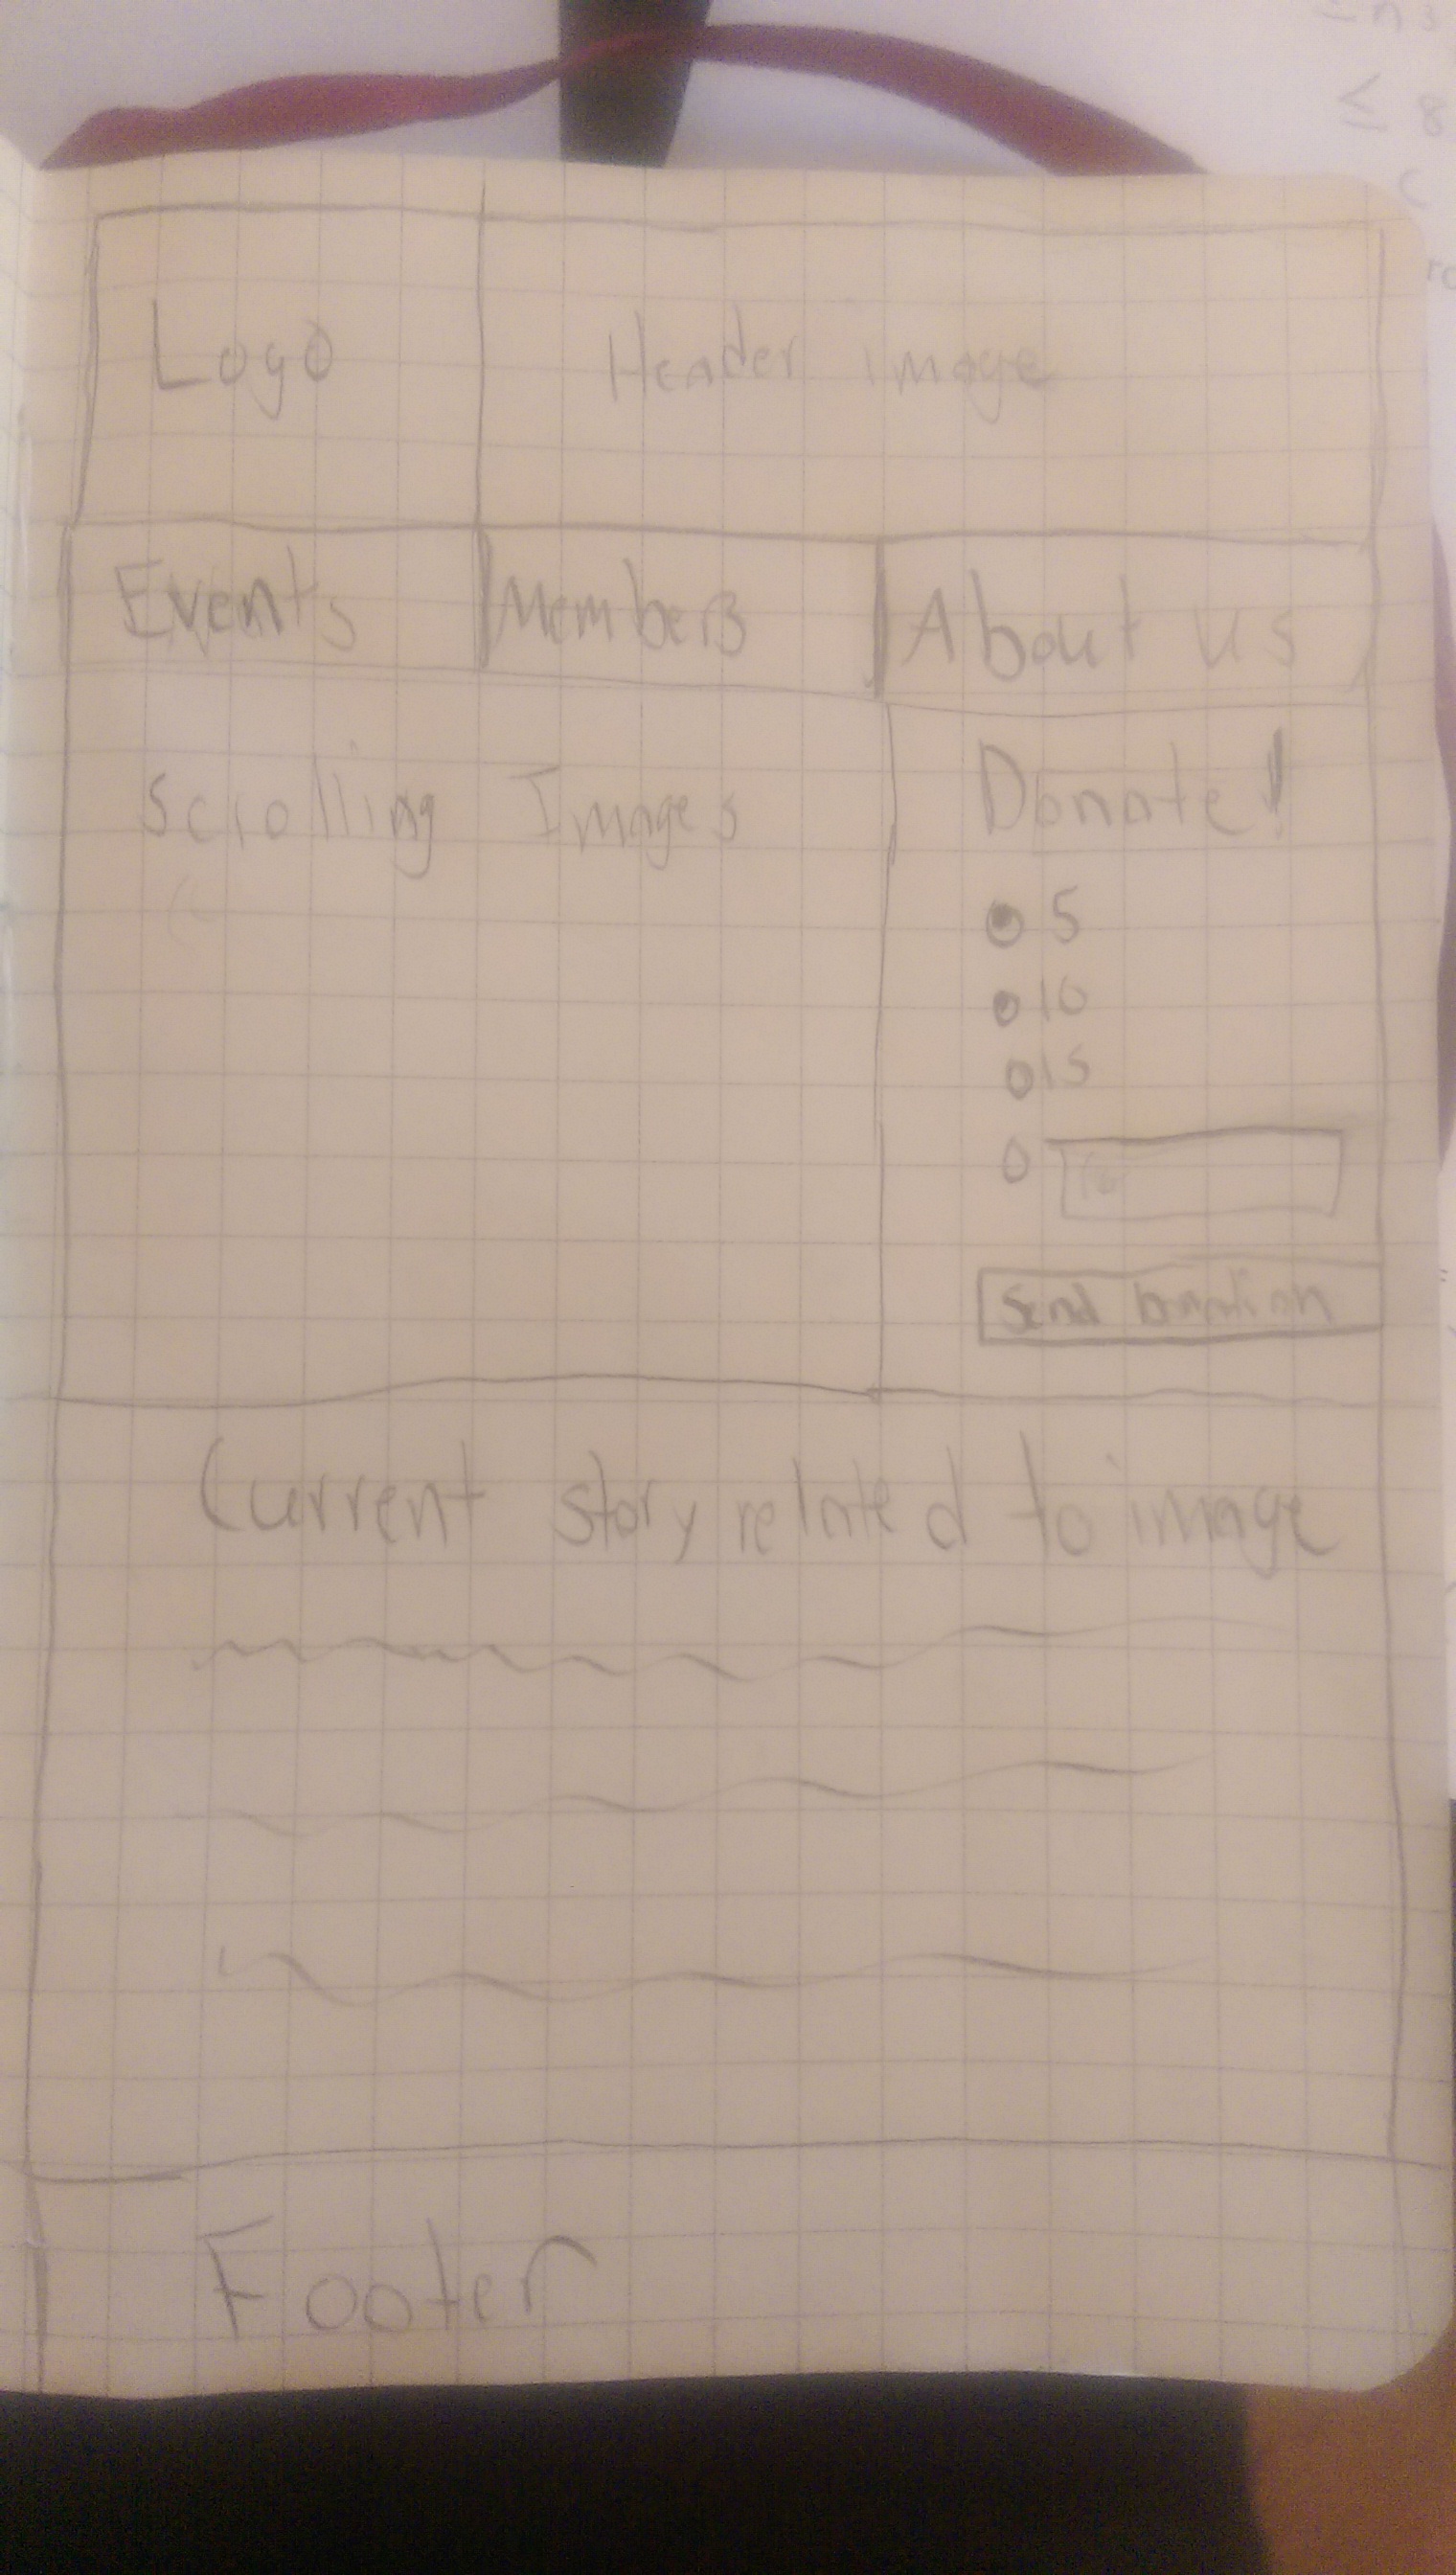 Logo
Header image
Events
Members
About us
Scrolling Images
Donate!
5
10
15
Send
Current story related to image
Footer